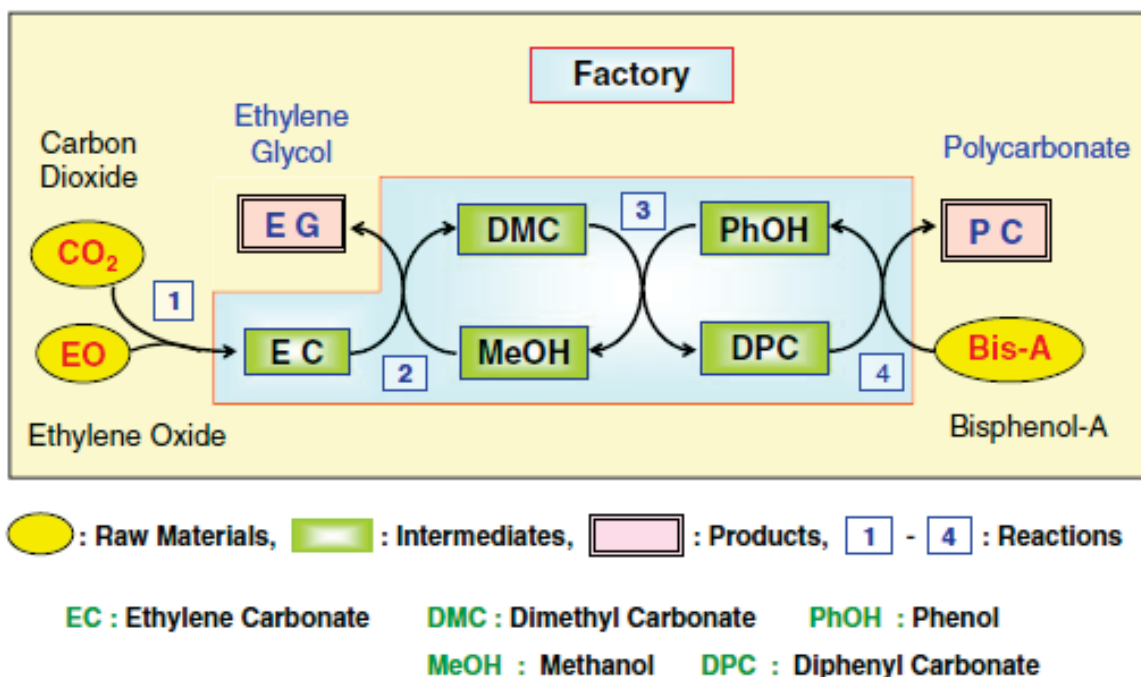 Factory
Carbon
Dioxide
Ethylene
Glycol
Polycarbonate
CO₂
1
E G
DMC
3
PhOH
P C
EO
E C
2
MeOH
DPC
4
Bis-A
Ethylene Oxide
Bisphenol-A
: Raw Materials, : Intermediates, : Products, 1 - 4 : Reactions
EC : Ethylene Carbonate DMC : Dimethyl Carbonate PhOH : Phenol
MeOH : Methanol DPC : Diphenyl Carbonate